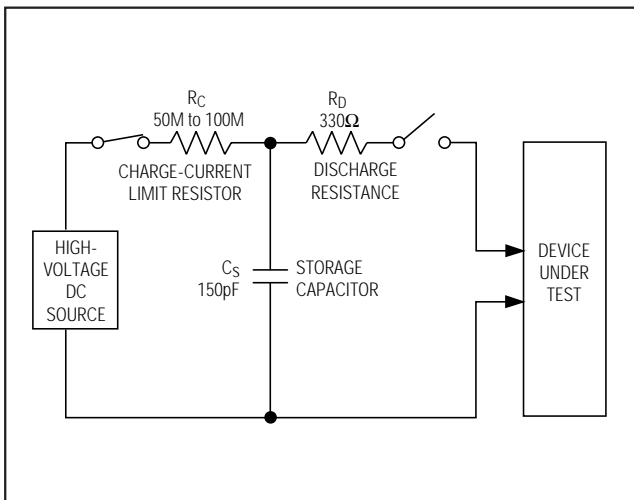 R_C
50M to 100M
CHARGE-CURRENT
LIMIT RESISTOR
R_D
330Ω
DISCHARGE
RESISTANCE
HIGH-
VOLTAGE
DC
SOURCE
C_S
150pF
STORAGE
CAPACITOR
DEVICE
UNDER
TEST